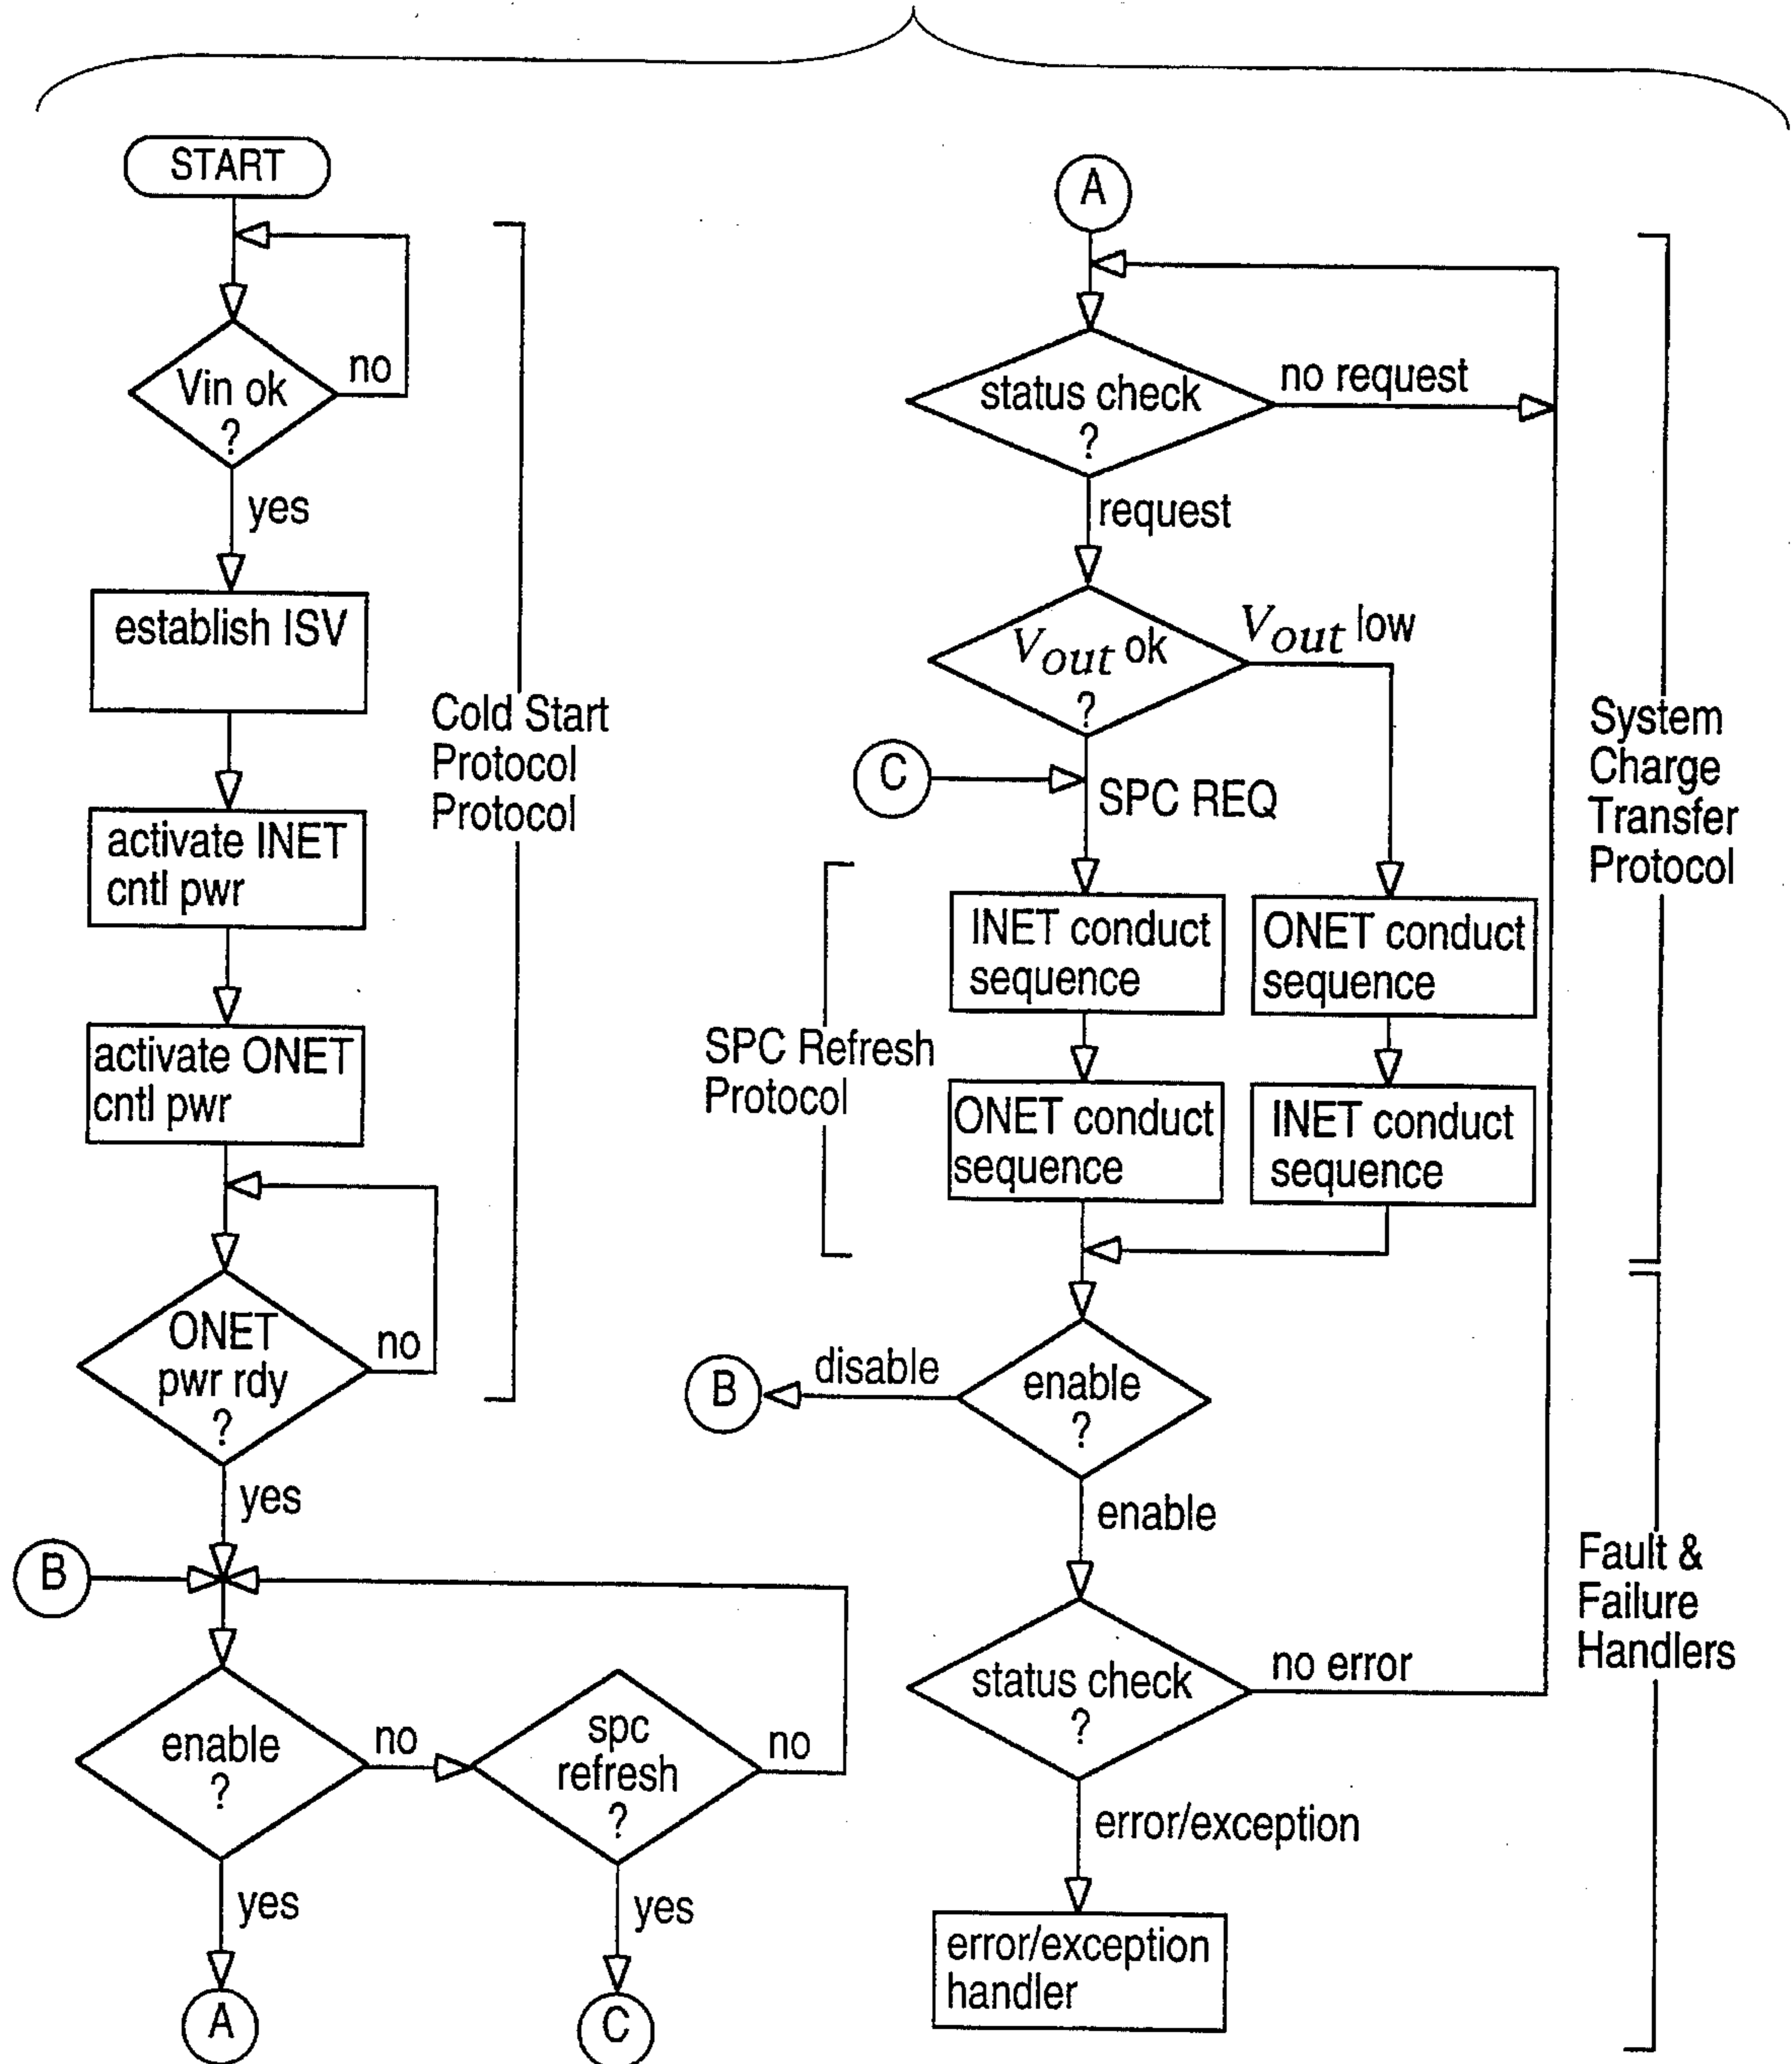 START
Vin ok
?
no
yes
establish ISV
activate INET
cntl pwr
activate ONET
cntl pwr
ONET
pwr rdy
?
no
yes
Cold Start
Protocol
Protocol
B
enable
?
no
yes
A
spc
refresh
?
no
yes
C
A
status check
?
no request
request
V_out ok
?
V_out low
C
SPC REQ
INET conduct
sequence
ONET conduct
sequence
ONET conduct
sequence
INET conduct
sequence
SPC Refresh
Protocol
System
Charge
Transfer
Protocol
enable
?
disable
B
enable
status check
?
no error
error/exception
error/exception
handler
Fault &
Failure
Handlers